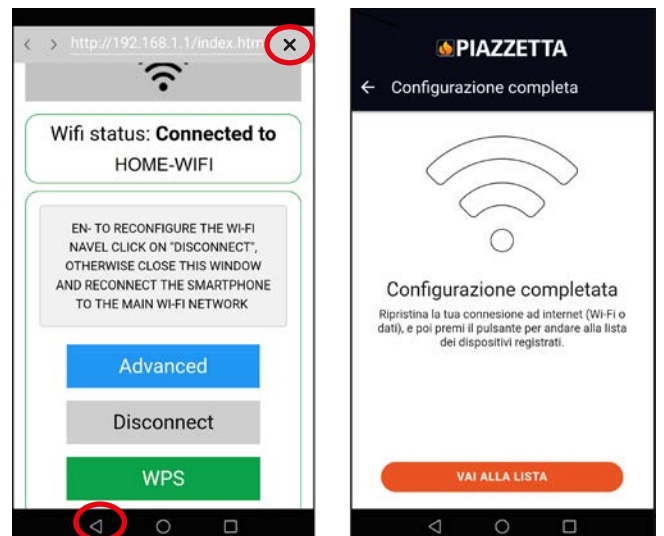 http://192.168.1.1/index.htm
Wifi status: Connected to
HOME-WIFI
EN- TO RECONFIGURE THE WI-FI
NAVEL CLICK ON "DISCONNECT",
OTHERWISE CLOSE THIS WINDOW
AND RECONNECT THE SMARTPHONE
TO THE MAIN WI-FI NETWORK
Advanced
Disconnect
WPS
PIAZZETTA
Configurazione completa
Configurazione completata
Ripristina la tua connesione ad internet (Wi-Fi o
dati), e poi premi il pulsante per andare alla lista
dei dispositivi registrati.
VAI ALLA LISTA